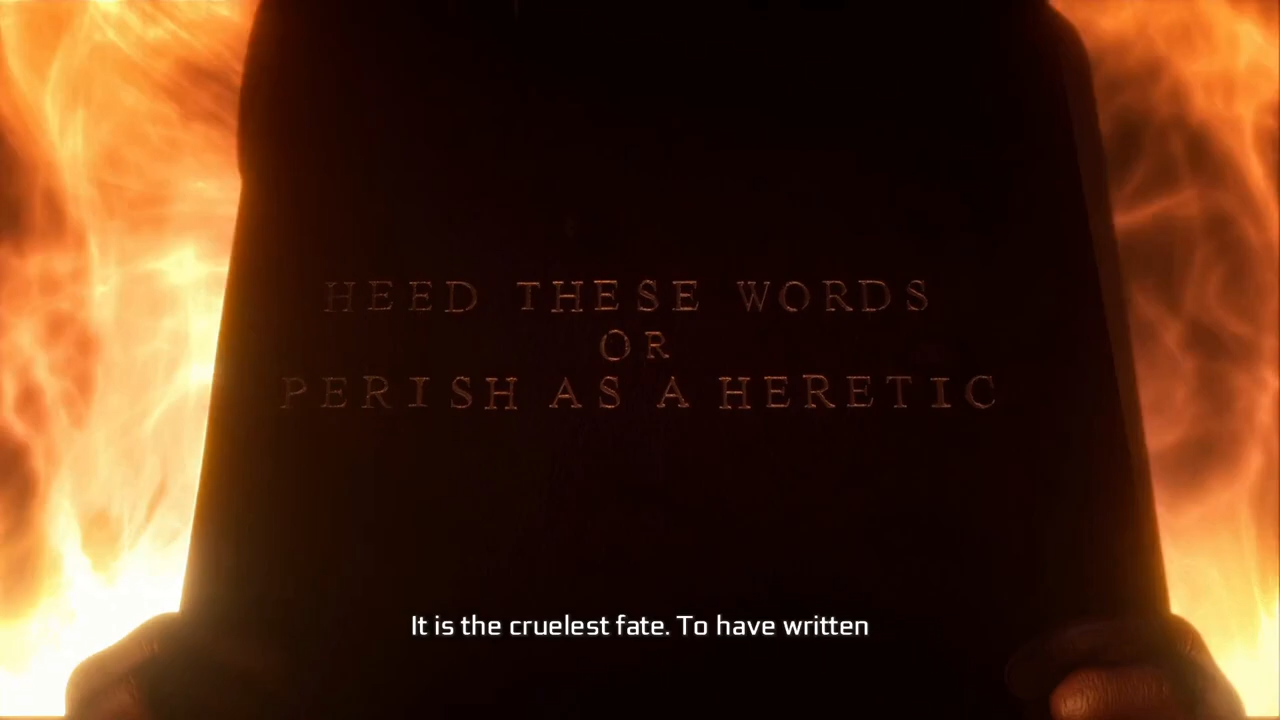 HEED THESE WORDS
OR
PERISH AS A HERETIC
It is the cruelest fate. To have written